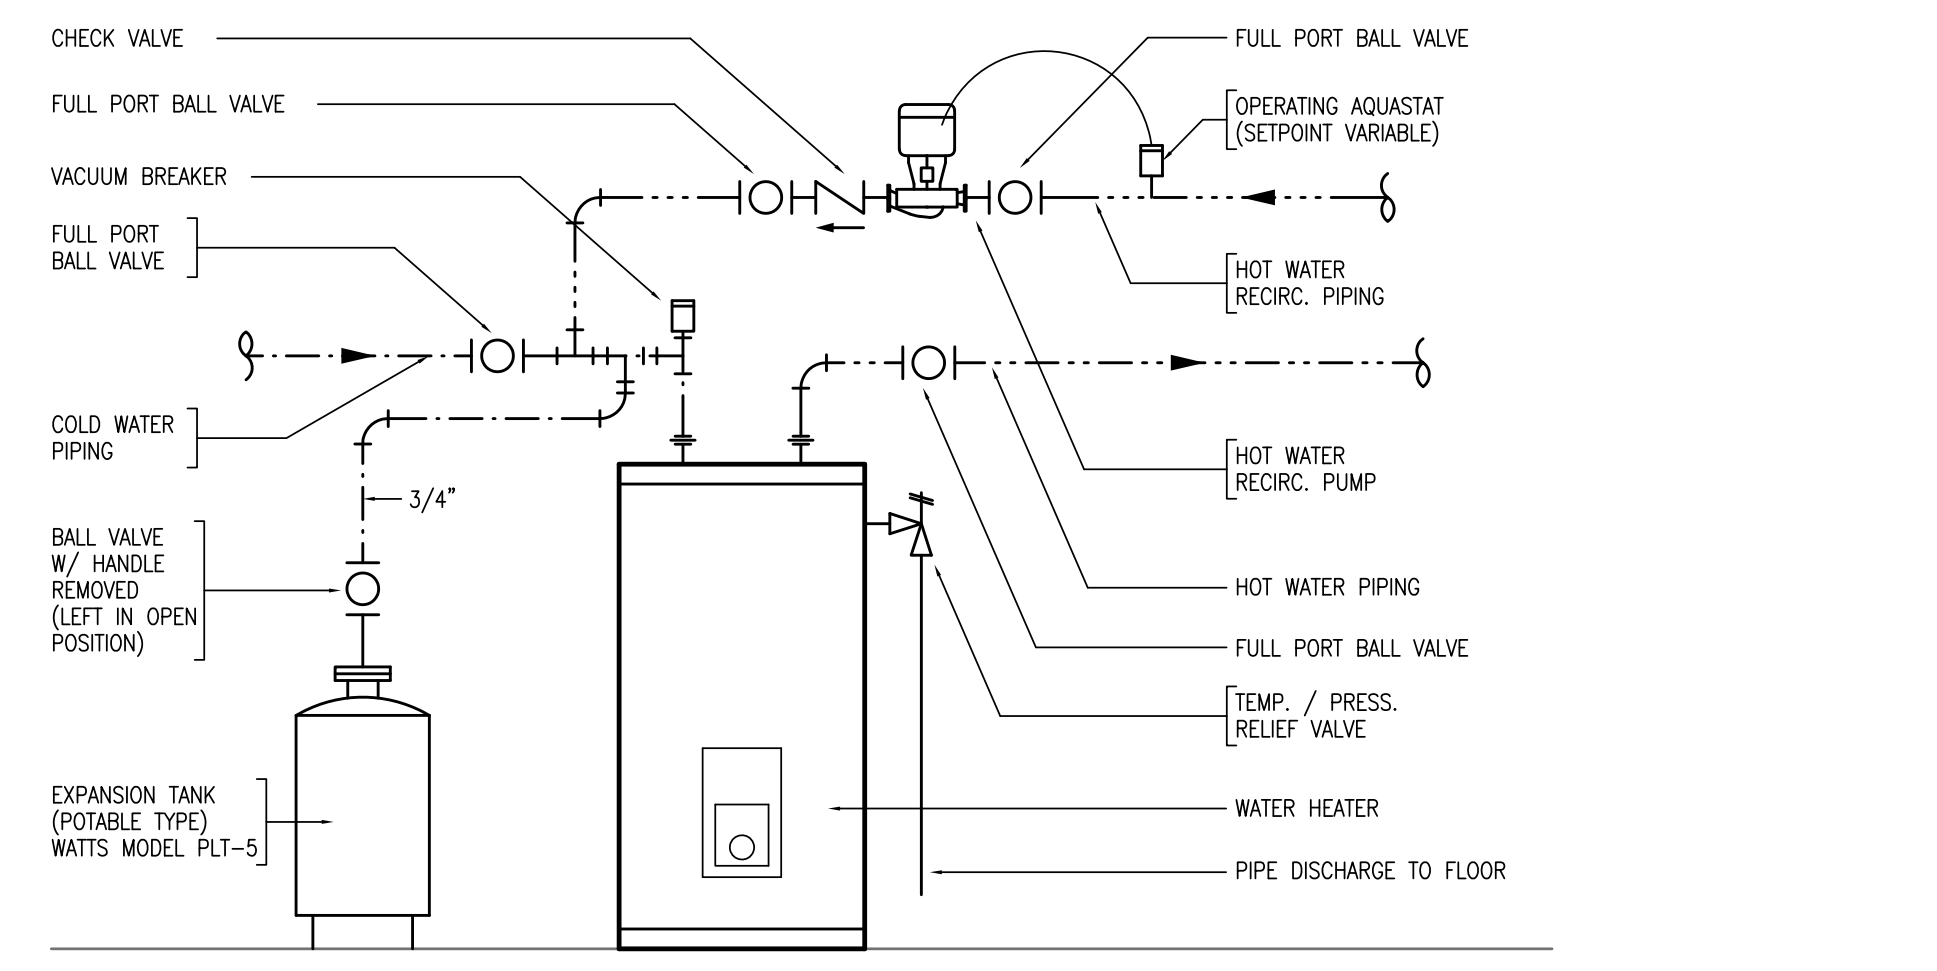 CHECK VALVE
FULL PORT BALL VALVE
VACUUM BREAKER
FULL PORT
BALL VALVE
COLD WATER
PIPING
3/4"
BALL VALVE
W/ HANDLE
REMOVED
(LEFT IN OPEN
POSITION)
EXPANSION TANK
(POTABLE TYPE)
WATTS MODEL PLT-5
FULL PORT BALL VALVE
OPERATING AQUASTAT
(SETPOINT VARIABLE)
HOT WATER
RECIRC. PIPING
HOT WATER
RECIRC. PUMP
HOT WATER PIPING
FULL PORT BALL VALVE
TEMP. / PRESS.
RELIEF VALVE
WATER HEATER
PIPE DISCHARGE TO FLOOR